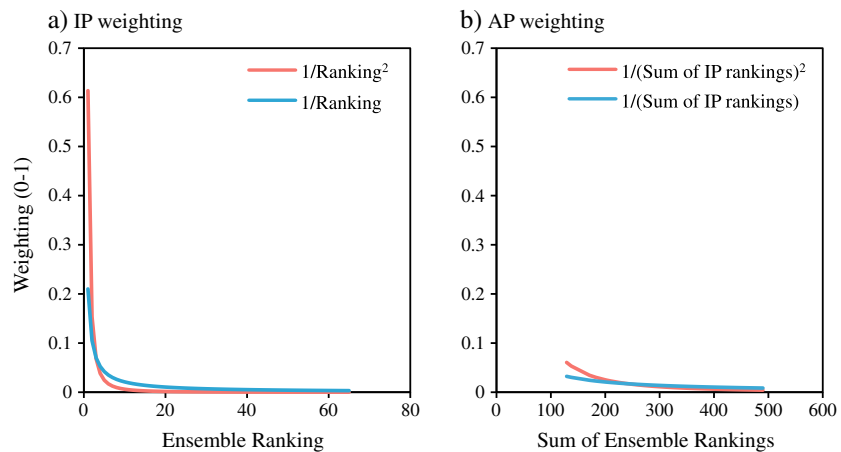 a) IP weighting
0.7
0.6
0.5
0.4
0.3
0.2
0.1
0
0 20 40 60 80
Weighting (0-1)
Ensemble Ranking
1/Ranking²
1/Ranking
b) AP weighting
0.7
0.6
0.5
0.4
0.3
0.2
0.1
0
0 100 200 300 400 500 600
Sum of Ensemble Rankings
1/(Sum of IP rankings)²
1/(Sum of IP rankings)